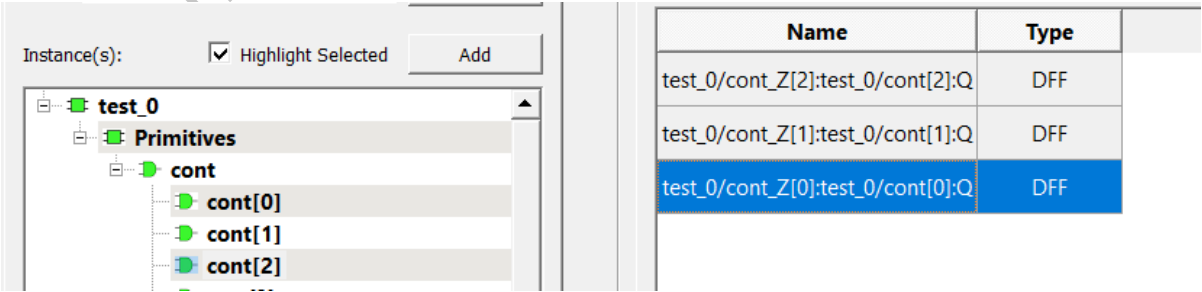 Instance(s):
Highlight Selected
Add
test_0
Primitives
cont
cont[0]
cont[1]
cont[2]
Name Type
test_0/cont_Z[2]:test_0/cont[2]:Q DFF
test_0/cont_Z[1]:test_0/cont[1]:Q DFF
test_0/cont_Z[0]:test_0/cont[0]:Q DFF